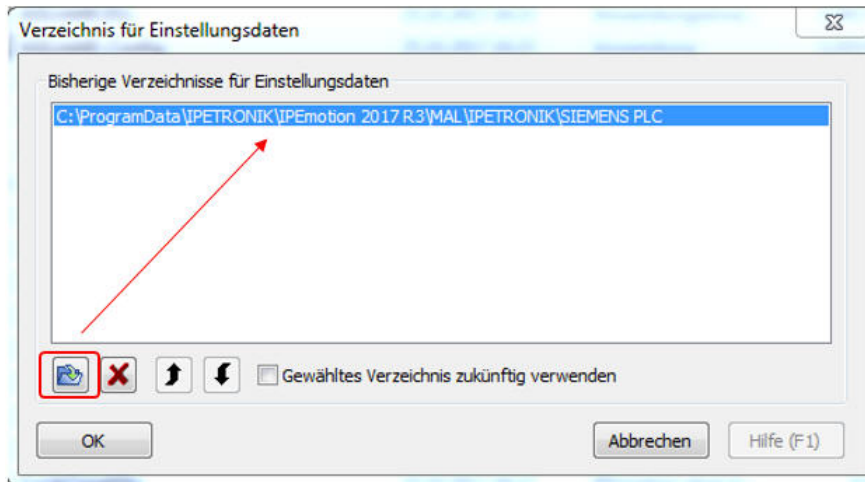 Verzeichnis für Einstellungsdaten
Bisherige Verzeichnisse für Einstellungsdaten
C:\ProgramData\IPETRONIK\IPEmotion 2017 R3\MAL\IPETRONIK\SIEMENS PLC
Gewähltes Verzeichnis zukünftig verwenden
OK
Abbrechen
Hilfe (F1)